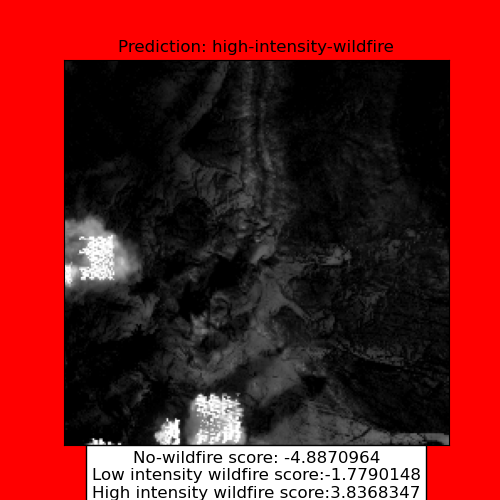 Prediction: high-intensity-wildfire
No-wildfire score: -4.8870964
Low intensity wildfire score:-1.7790148
High intensity wildfire score:3.8368347